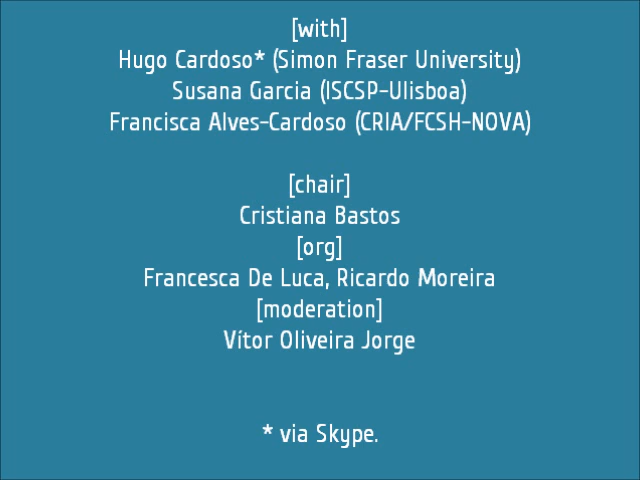 [with]
Hugo Cardoso* (Simon Fraser University)
Susana Garcia (ISCSP-Ulisboa)
Francisca Alves-Cardoso (CRIA/FCSH-NOVA)
[chair]
Cristiana Bastos
[org]
Francesca De Luca, Ricardo Moreira
[moderation]
Vítor Oliveira Jorge
* via Skype.